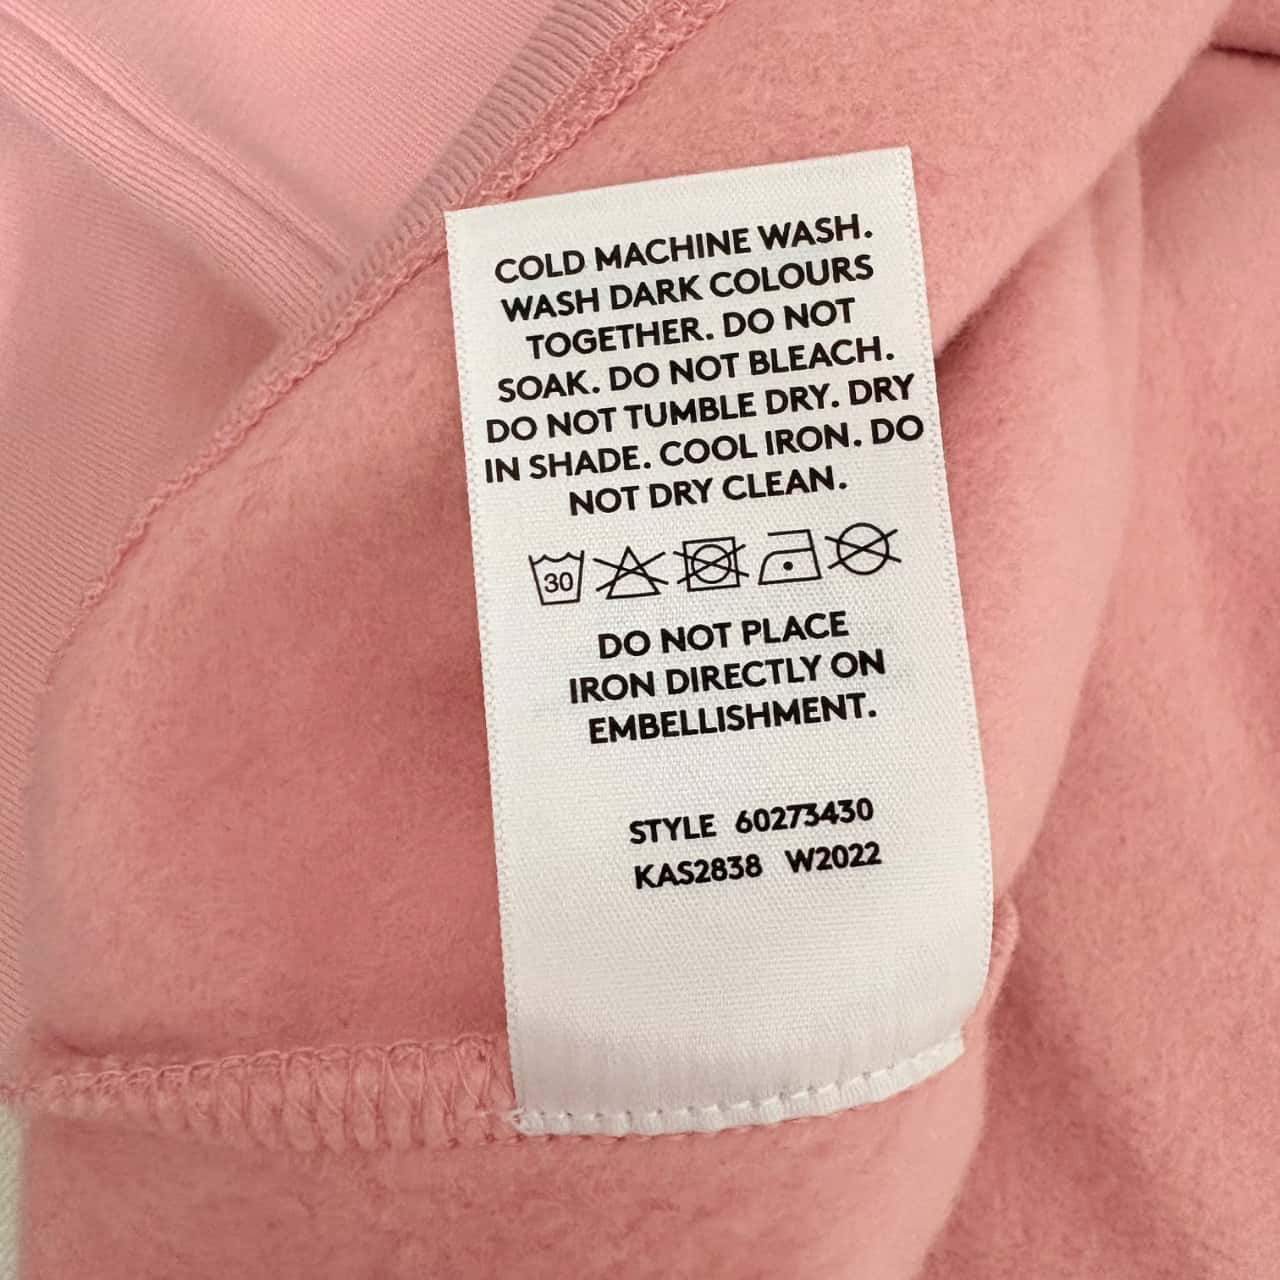 COLD MACHINE WASH.
WASH DARK COLOURS
TOGETHER. DO NOT
SOAK. DO NOT BLEACH.
DO NOT TUMBLE DRY. DRY
IN SHADE. COOL IRON. DO
NOT DRY CLEAN.
30
DO NOT PLACE
IRON DIRECTLY ON
EMBELLISHMENT.
STYLE 60273430
KAS2838 W2022